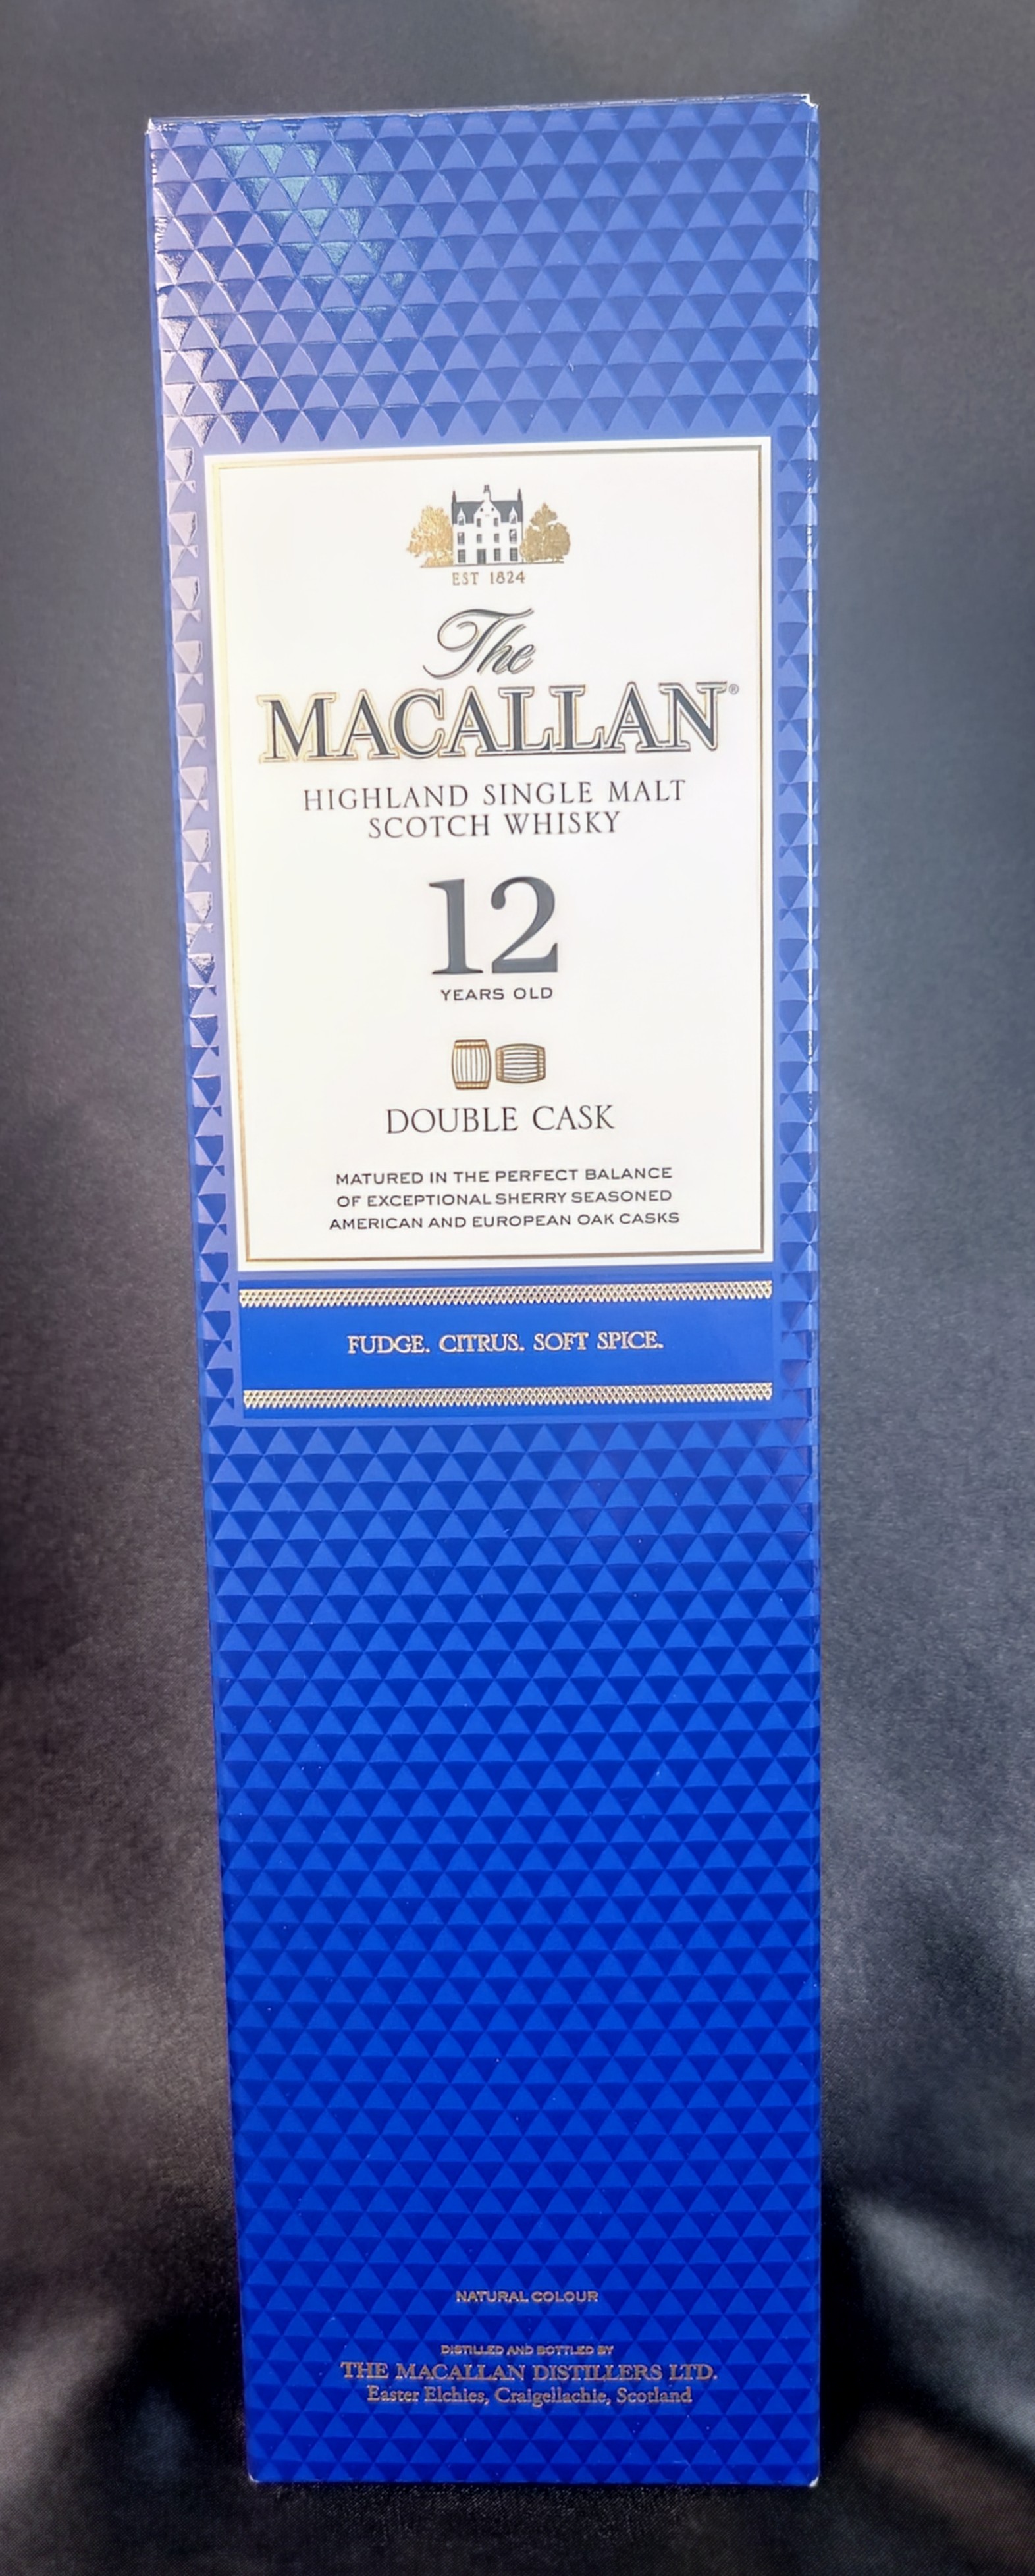 EST 1824
The
MACALLAN®
HIGHLAND SINGLE MALT
SCOTCH WHISKY
12
YEARS OLD
DOUBLE CASK
MATURED IN THE PERFECT BALANCE
OF EXCEPTIONAL SHERRY SEASONED
AMERICAN AND EUROPEAN OAK CASKS
FUDGE. CITRUS. SOFT SPICE.
NATURAL COLOUR
DISTILLED AND BOTTLED BY
THE MACALLAN DISTILLERS LTD.
Easter Elchies, Craigellachie, Scotland